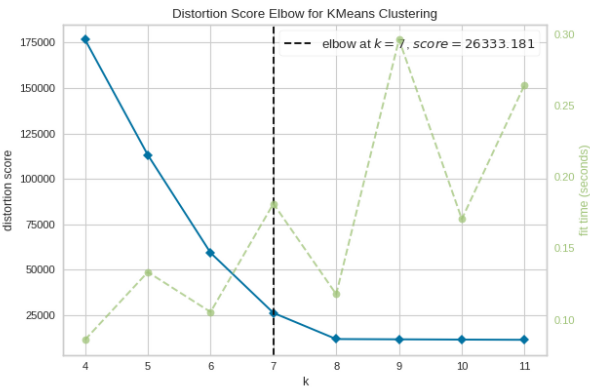 Distortion Score Elbow for KMeans Clustering
elbow at k = 7, score = 26333.181
distortion score
175000
150000
125000
100000
75000
50000
25000
0.30
0.25
0.20
0.15
0.10
fit time (seconds)
4 5 6 7 8 9 10 11
k